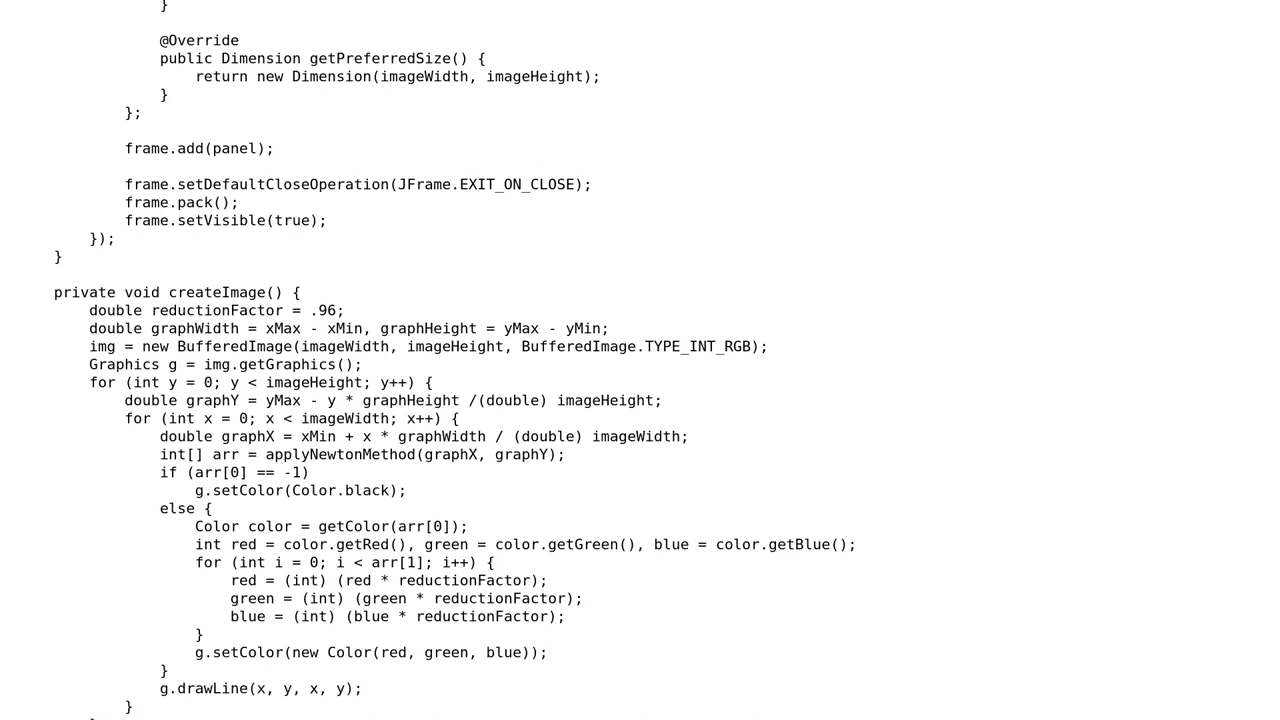 }
@Override
public Dimension getPreferredSize() {
return new Dimension(imageWidth, imageHeight);
}
};
frame.add(panel);
frame.setDefaultCloseOperation(JFrame.EXIT_ON_CLOSE);
frame.pack();
frame.setVisible(true);
});
}
private void createImage() {
double reductionFactor = .96;
double graphWidth = xMax - xMin, graphHeight = yMax - yMin;
img = new BufferedImage(imageWidth, imageHeight, BufferedImage.TYPE_INT_RGB);
Graphics g = img.getGraphics();
for (int y = 0; y < imageHeight; y++) {
double graphY = yMax - y * graphHeight /(double) imageHeight;
for (int x = 0; x < imageWidth; x++) {
double graphX = xMin + x * graphWidth / (double) imageWidth;
int[] arr = applyNewtonMethod(graphX, graphY);
if (arr[0] == -1)
g.setColor(Color.black);
else {
Color color = getColor(arr[0]);
int red = color.getRed(), green = color.getGreen(), blue = color.getBlue();
for (int i = 0; i < arr[1]; i++) {
red = (int) (red * reductionFactor);
green = (int) (green * reductionFactor);
blue = (int) (blue * reductionFactor);
}
g.setColor(new Color(red, green, blue));
}
g.drawLine(x, y, x, y);
}